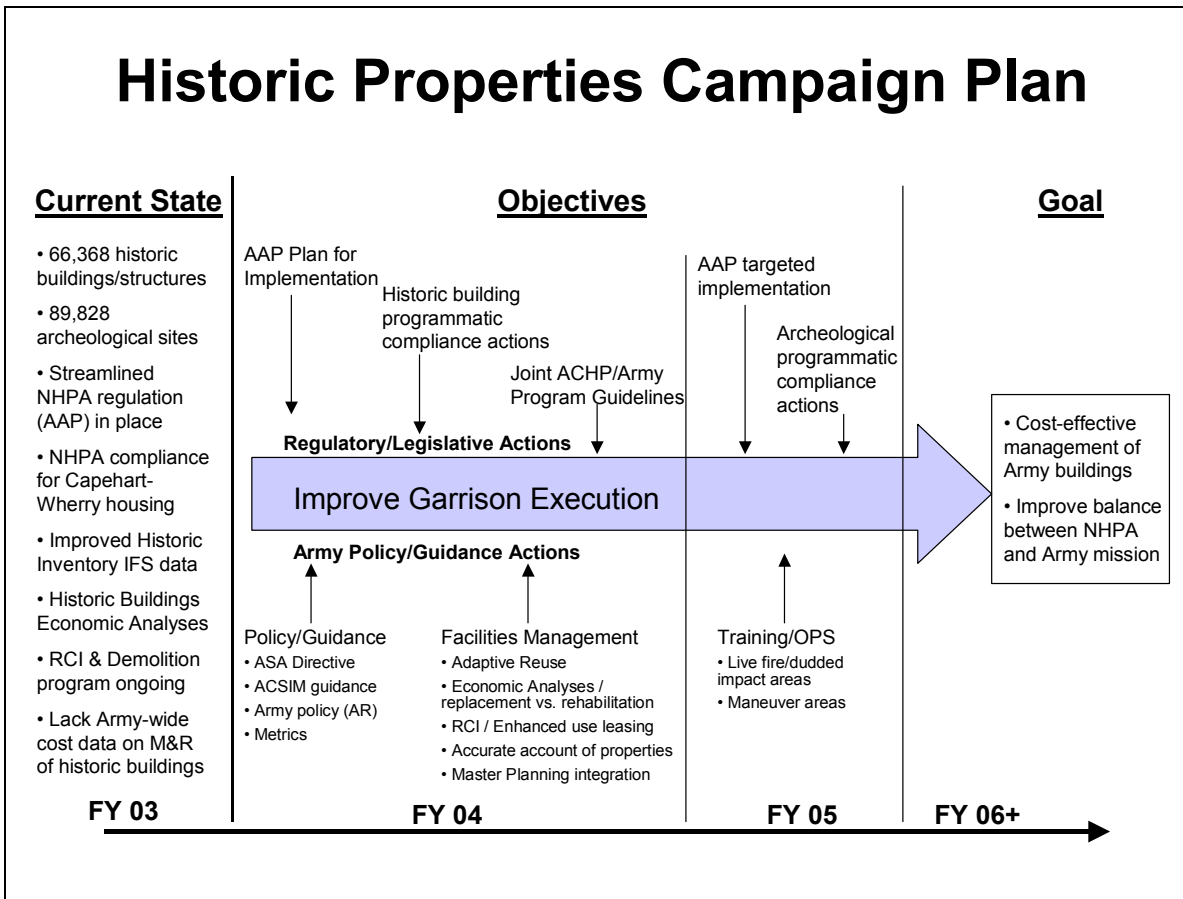 Historic Properties Campaign Plan
Current State
• 66,368 historic
buildings/structures
• 89,828
archeological sites
• Streamlined
NHPA regulation
(AAP) in place
• NHPA compliance
for Capehart-
Wherry housing
• Improved Historic
Inventory IFS data
• Historic Buildings
Economic Analyses
• RCI & Demolition
program ongoing
• Lack Army-wide
cost data on M&R
of historic buildings
Objectives
AAP Plan for
Implementation
Historic building
programmatic
compliance actions
Joint ACHP/Army
Program Guidelines
AAP targeted
implementation
Archeological
programmatic
compliance
actions
Regulatory/Legislative Actions
Improve Garrison Execution
Army Policy/Guidance Actions
Policy/Guidance
• ASA Directive
• ACSIM guidance
• Army policy (AR)
• Metrics
Facilities Management
• Adaptive Reuse
• Economic Analyses /
replacement vs. rehabilitation
• RCI / Enhanced use leasing
• Accurate account of properties
• Master Planning integration
Training/OPS
• Live fire/dudded
impact areas
• Maneuver areas
Goal
• Cost-effective
management of
Army buildings
• Improve balance
between NHPA
and Army mission
FY 03
FY 04
FY 05
FY 06+